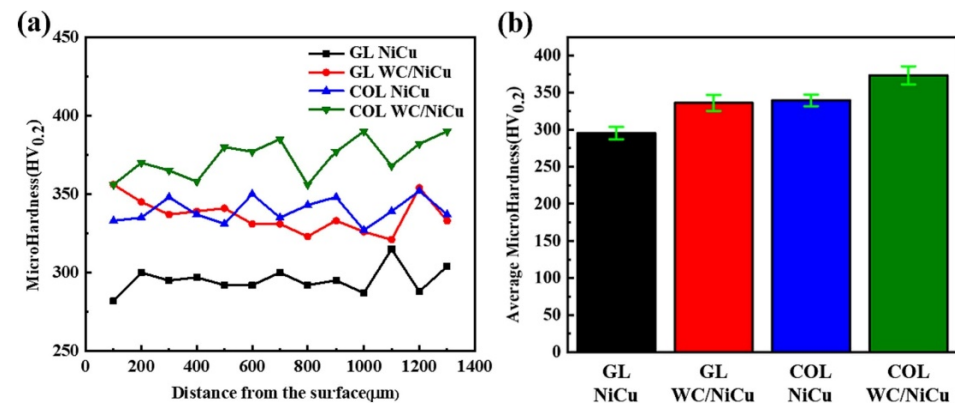 (a)
450
400
350
300
250
MicroHardness(HV0.2)
GL NiCu
GL WC/NiCu
COL NiCu
COL WC/NiCu
0 200 400 600 800 1000 1200 1400
Distance from the surface(μm)
(b)
400
350
300
250
200
150
100
50
0
Average MicroHardness(HV0.2)
GL GL COL COL
NiCu WC/NiCu NiCu WC/NiCu